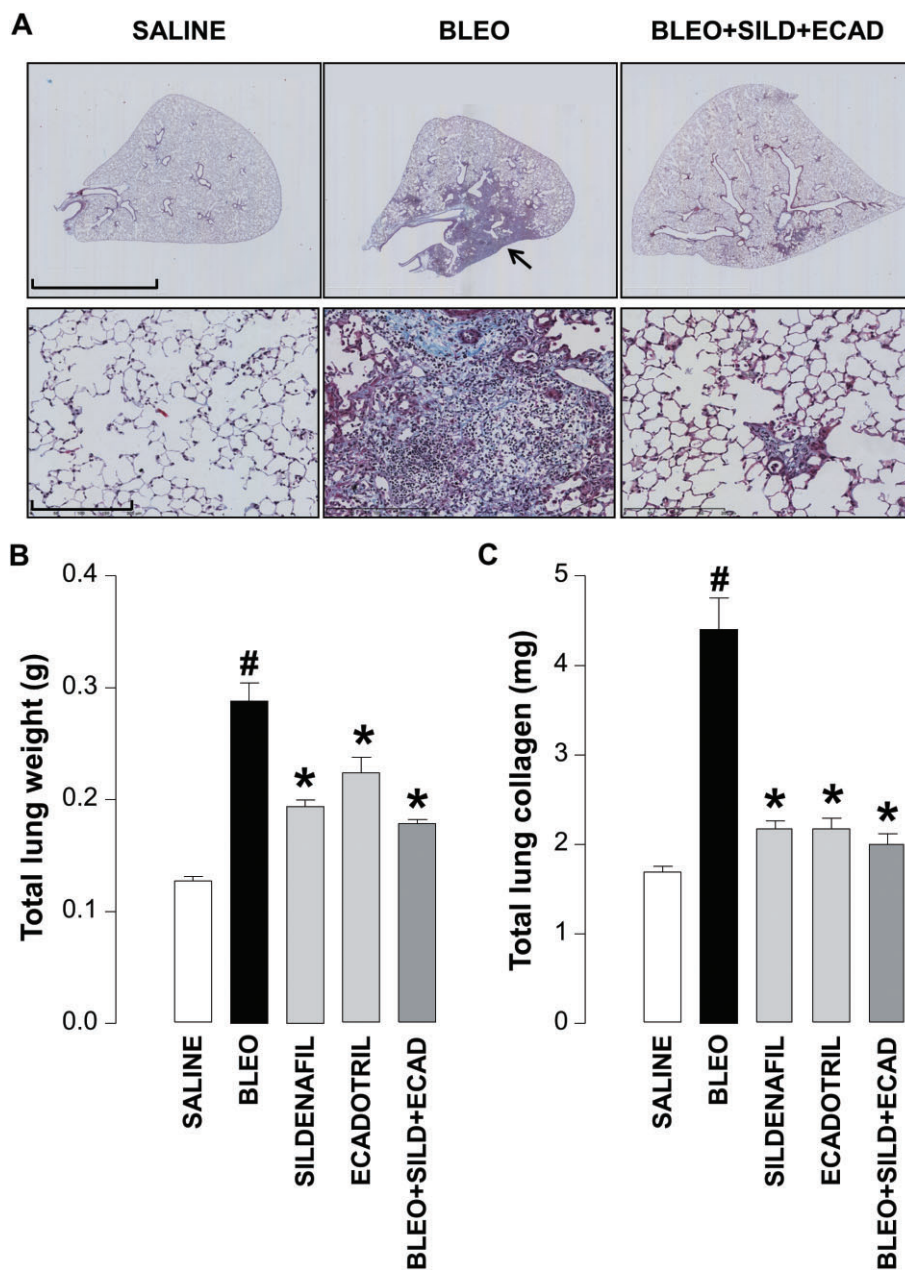 A
SALINE BLEO BLEO+SILD+ECAD
B
C
Total lung weight (g)
0.4
0.3
0.2
0.1
0.0
#
*
*
*
SALINE
BLEO
SILDENAFIL
ECADOTRIL
BLEO+SILD+ECAD
Total lung collagen (mg)
5
4
3
2
1
0
#
*
*
*
SALINE
BLEO
SILDENAFIL
ECADOTRIL
BLEO+SILD+ECAD